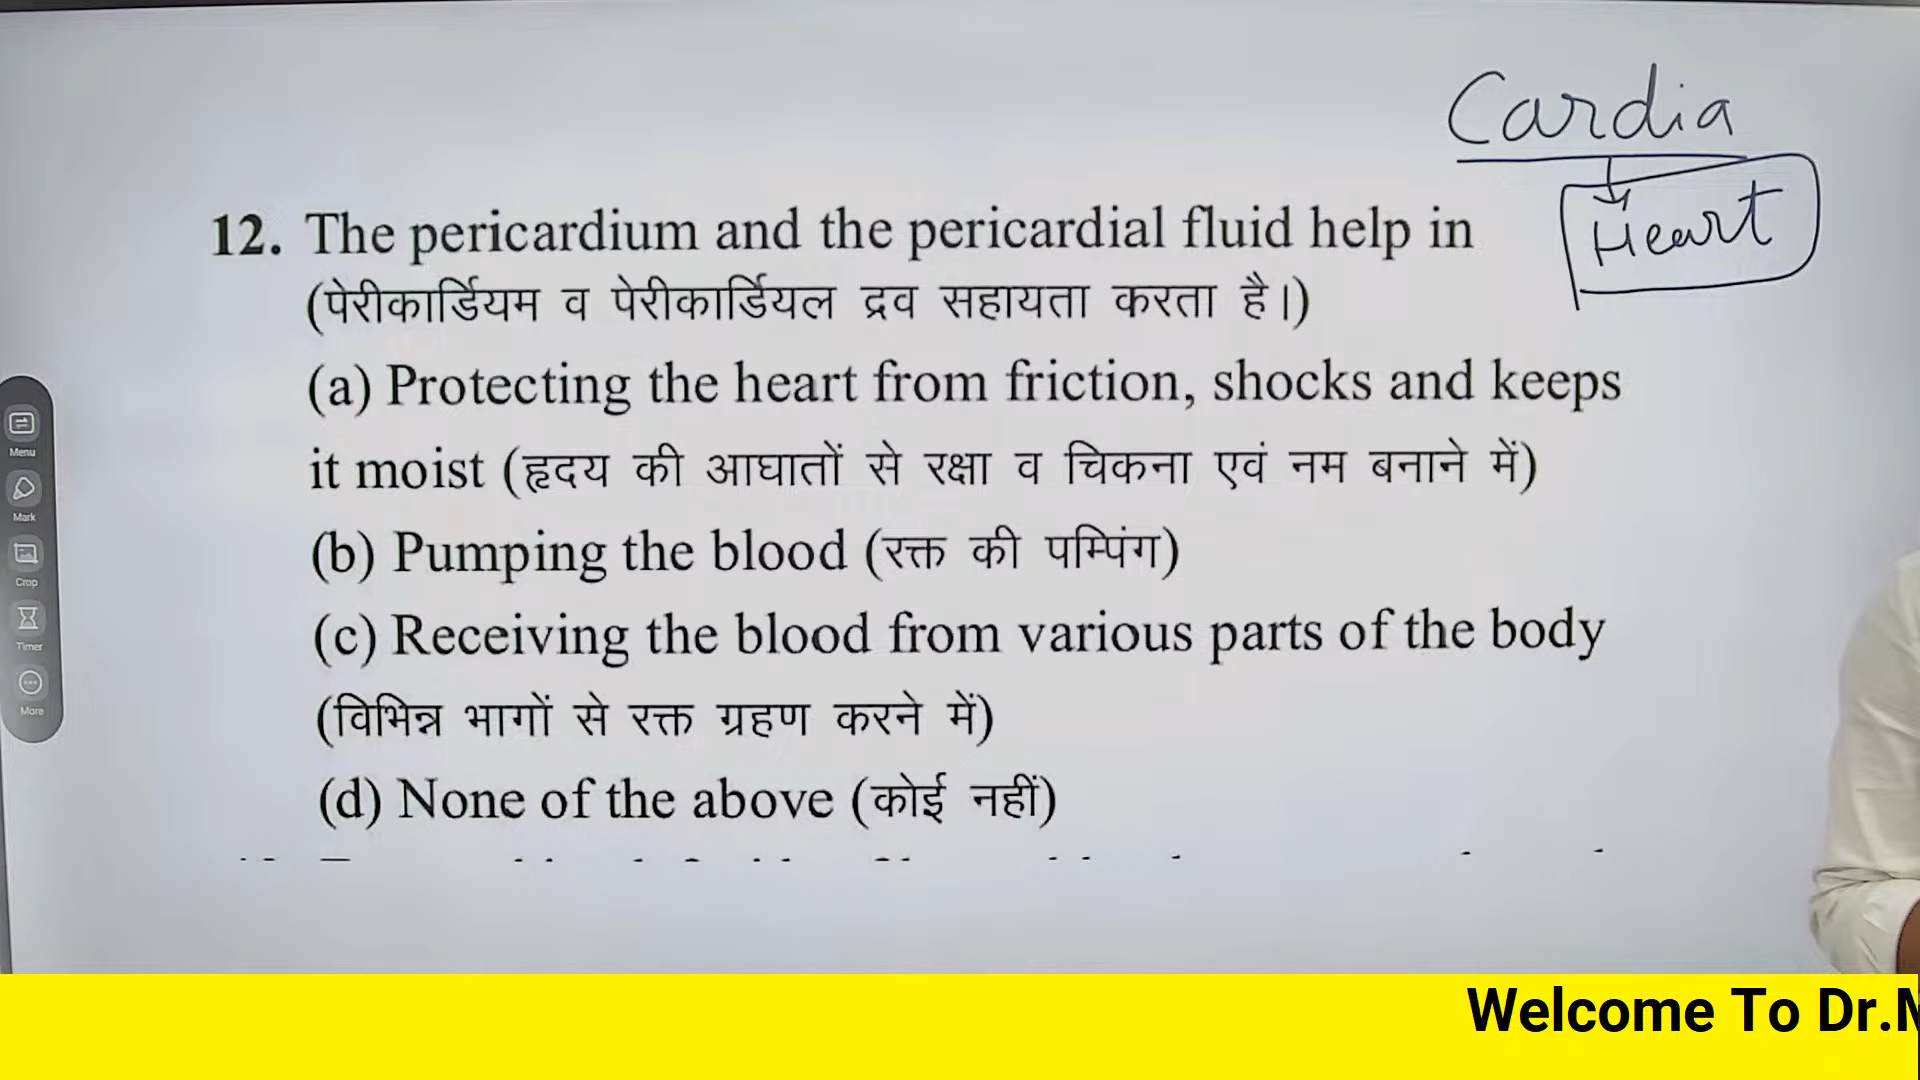 Cardia
Heart
12. The pericardium and the pericardial fluid help in
(पेरीकार्डियम व पेरीकार्डियल द्रव सहायता करता है।)
(a) Protecting the heart from friction, shocks and keeps
it moist (हृदय की आघातों से रक्षा व चिकना एवं नम बनाने में)
(b) Pumping the blood (रक्त की पम्पिंग)
(c) Receiving the blood from various parts of the body
(विभिन्न भागों से रक्त ग्रहण करने में)
(d) None of the above (कोई नहीं)
Menu
Mark
Crop
Timer
More
Welcome To Dr.